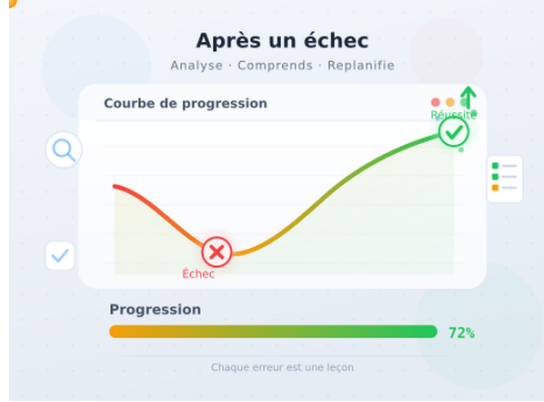 Après un échec
Analyse · Comprends · Replanifie
Courbe de progression
Réussite
Échec
Progression
72%
Chaque erreur est une leçon